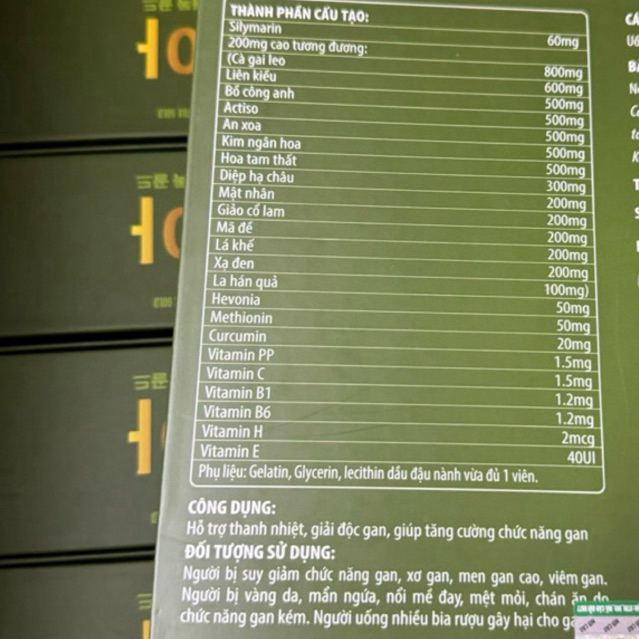 THÀNH PHẦN CẤU TẠO:
Silymarin 60mg
200mg cao tương đương:
(Cà gai leo 800mg
Liên kiều 600mg
Bồ công anh 500mg
Actiso 500mg
An xoa 500mg
Kim ngân hoa 500mg
Hoa tam thất 500mg
Diệp hạ châu 300mg
Mật nhân 200mg
Giảo cổ lam 200mg
Mã đề 200mg
Lá khế 200mg
Xạ đen 200mg
La hán quả 100mg)
Hevonia 50mg
Methionin 50mg
Curcumin 20mg
Vitamin PP 1.5mg
Vitamin C 1.5mg
Vitamin B1 1.2mg
Vitamin B6 1.2mg
Vitamin H 2mcg
Vitamin E 40UI
Phụ liệu: Gelatin, Glycerin, lecithin dầu đậu nành vừa đủ 1 viên.
CÔNG DỤNG:
Hỗ trợ thanh nhiệt, giải độc gan, giúp tăng cường chức năng gan
ĐỐI TƯỢNG SỬ DỤNG:
Người bị suy giảm chức năng gan, xơ gan, men gan cao, viêm gan.
Người bị vàng da, mẩn ngứa, nổi mề đay, mệt mỏi, chán ăn do
chức năng gan kém. Người uống nhiều bia rượu gây hại cho